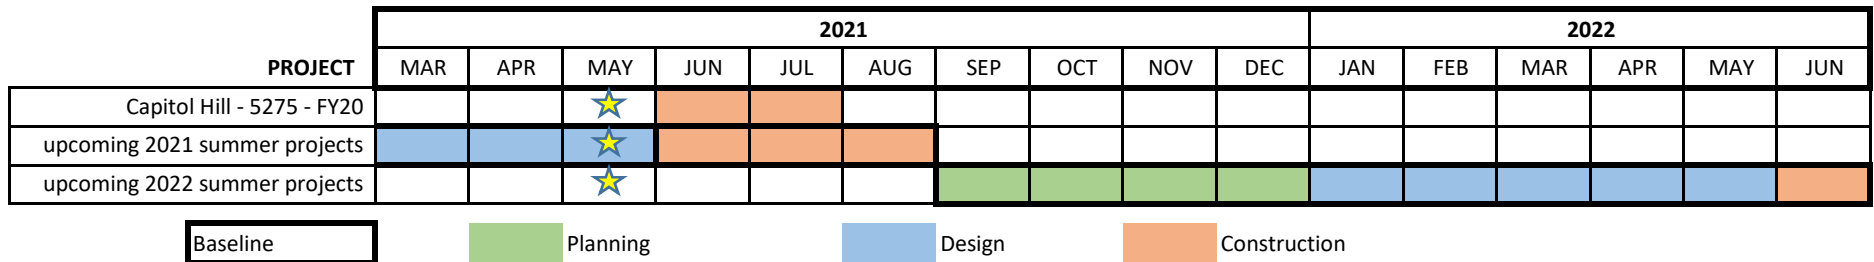 2021 2022
PROJECT MAR APR MAY JUN JUL AUG SEP OCT NOV DEC JAN FEB MAR APR MAY JUN
Capitol Hill - 5275 - FY20
upcoming 2021 summer projects
upcoming 2022 summer projects
Baseline Planning Design Construction